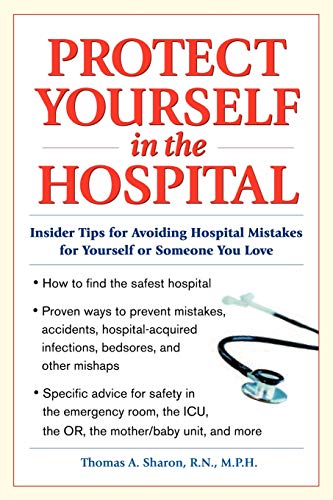 PROTECT
YOURSELF
in the
HOSPITAL
Insider Tips for Avoiding Hospital Mistakes
for Yourself or Someone You Love
• How to find the safest hospital
• Proven ways to prevent mistakes,
accidents, hospital-acquired
infections, bedsores, and
other mishaps
• Specific advice for safety in
the emergency room, the ICU,
the OR, the mother/baby unit, and more
Thomas A. Sharon, R.N., M.P.H.